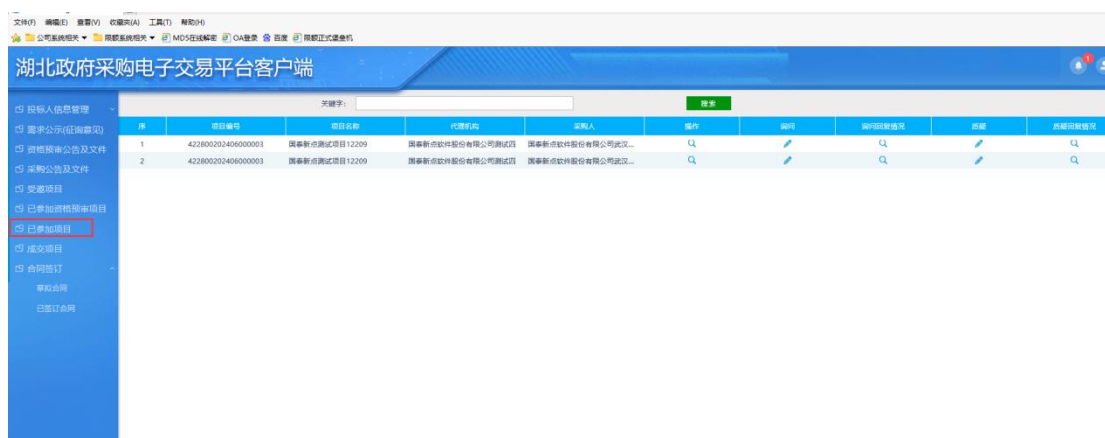 文件(F) 编辑(E) 查看(V) 收藏夹(A) 工具(T) 帮助(H)
公司系统相关 限额系统相关 MD5在线解密 OA登录 百度 限额正式堡垒机
湖北政府采购电子交易平台客户端
1
投标人信息管理
需求公示(征询意见)
资格预审公告及文件
采购公告及文件
受邀项目
已参加资格预审项目
已参加项目
成交项目
合同签订
草拟合同
已签订合同
关键字: 搜索
序 项目编号 项目名称 代理机构 采购人 操作 询问 询问回复情况 质疑 质疑回复情况
1 422800202406000003 国泰新点测试项目12209 国泰新点软件股份有限公司测试四 国泰新点软件股份有限公司武汉...
2 422800202406000003 国泰新点测试项目12209 国泰新点软件股份有限公司测试四 国泰新点软件股份有限公司武汉...